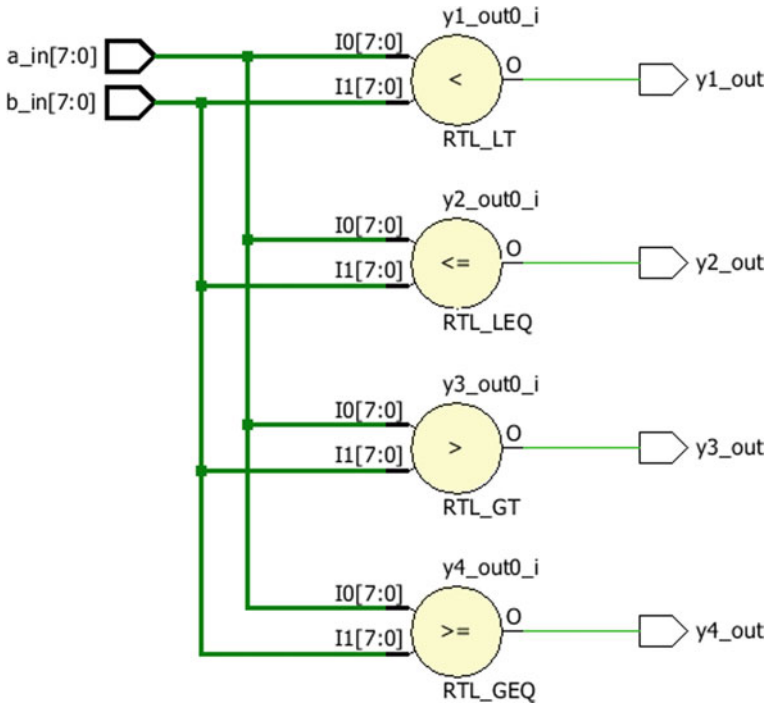 y1_out0_i
a_in[7:0]
I0[7:0]
O
<
y1_out
b_in[7:0]
I1[7:0]
RTL_LT
y2_out0_i
I0[7:0]
O
<=
y2_out
I1[7:0]
RTL_LEQ
y3_out0_i
I0[7:0]
O
>
y3_out
I1[7:0]
RTL_GT
y4_out0_i
I0[7:0]
O
>=
y4_out
I1[7:0]
RTL_GEQ